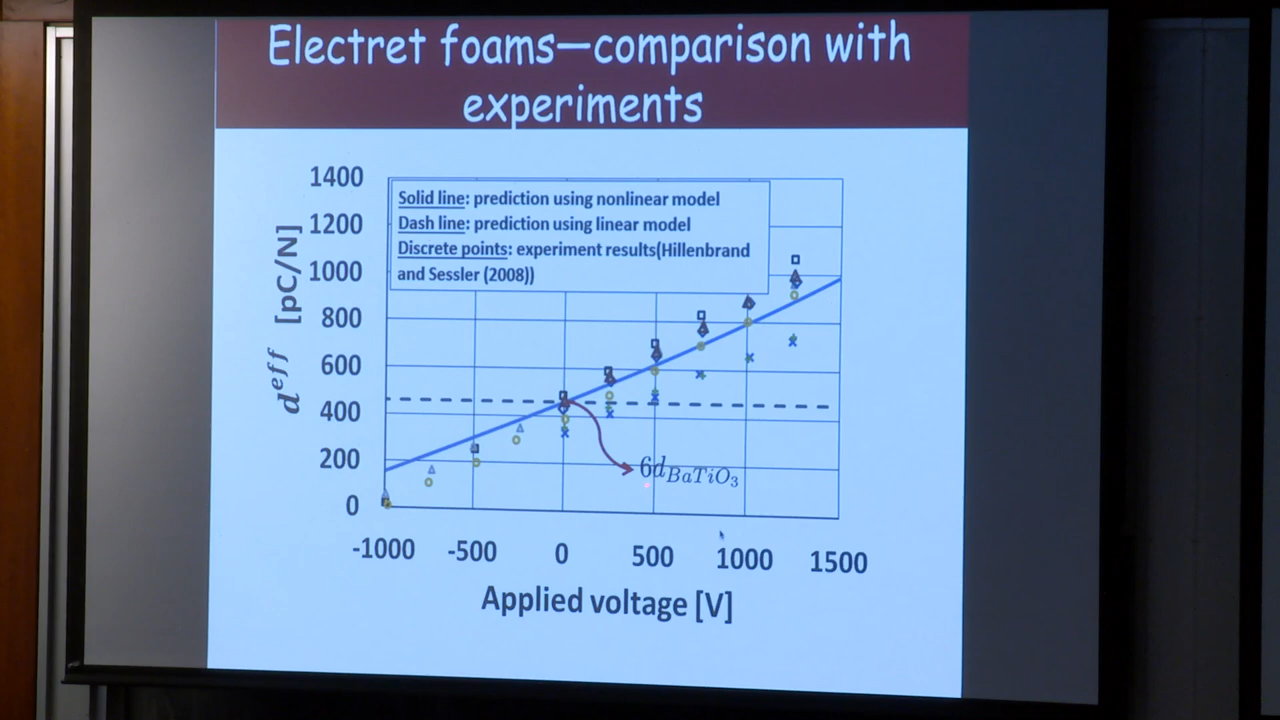 Electret foams—comparison with
experiments
1400
1200
1000
800
600
400
200
0
d^eff [pC/N]
Solid line: prediction using nonlinear model
Dash line: prediction using linear model
Discrete points: experiment results(Hillenbrand
and Sessler (2008))
6d_BaTiO₃
-1000 -500 0 500 1000 1500
Applied voltage [V]